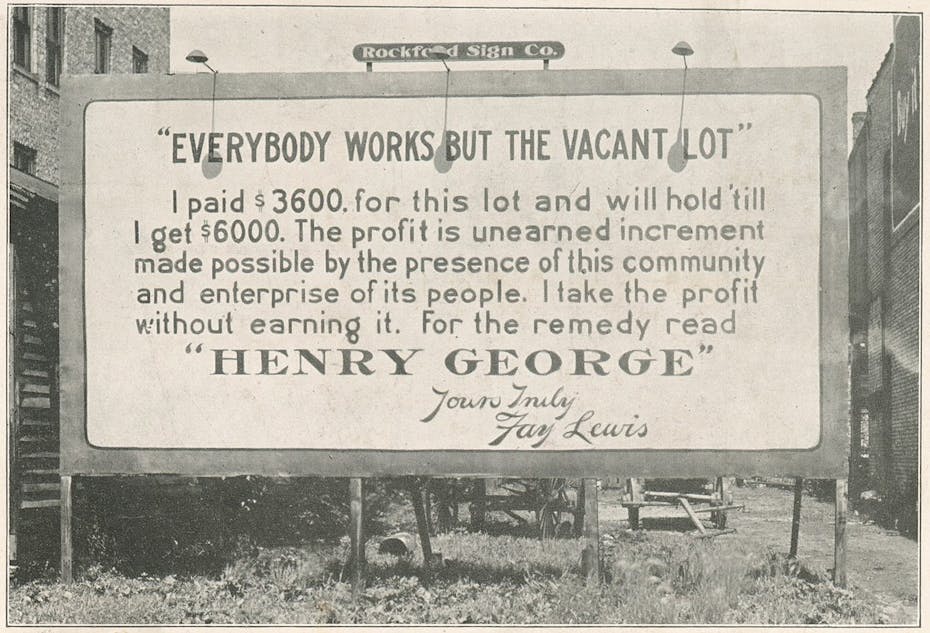 Rockford Sign Co.
"EVERYBODY WORKS BUT THE VACANT LOT"
I paid $3600. for this lot and will hold 'till
I get $6000. The profit is unearned increment
made possible by the presence of this community
and enterprise of its people. I take the profit
without earning it. For the remedy read
"HENRY GEORGE"
Yours Truly
Fay Lewis